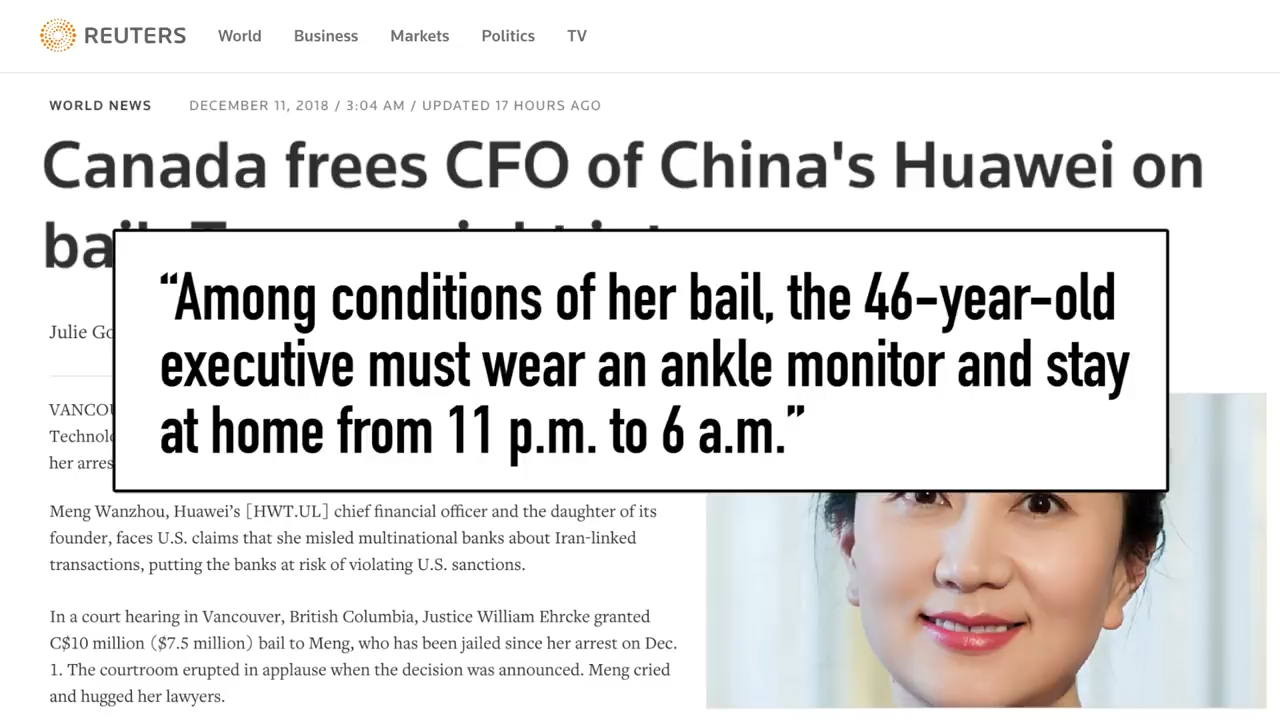 REUTERS World Business Markets Politics TV
WORLD NEWS DECEMBER 11, 2018 / 3:04 AM / UPDATED 17 HOURS AGO
Canada frees CFO of China's Huawei on
“Among conditions of her bail, the 46-year-old
executive must wear an ankle monitor and stay
at home from 11 p.m. to 6 a.m.”
Julie
her
Meng Wanzhou, Huawei’s [HWT.UL] chief financial officer and the daughter of its
founder, faces U.S. claims that she misled multinational banks about Iran-linked
transactions, putting the banks at risk of violating U.S. sanctions.
In a court hearing in Vancouver, British Columbia, Justice William Ehrcke granted
C$10 million ($7.5 million) bail to Meng, who has been jailed since her arrest on Dec.
1. The courtroom erupted in applause when the decision was announced. Meng cried
and hugged her lawyers.